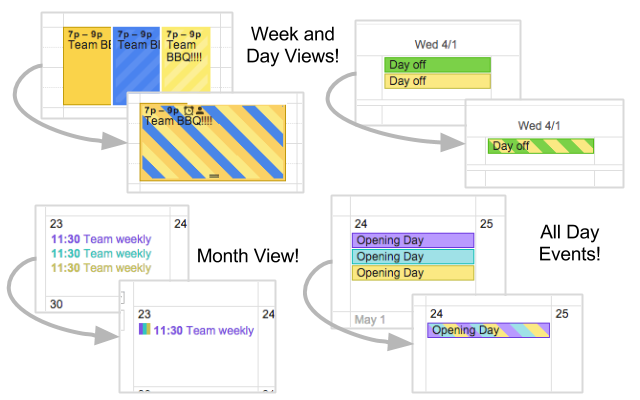 7p – 9p
Team BB
7p – 9p
Team BB
7p – 9p
Team
BBQ!!!!
7p – 9p
Team BBQ!!!!
Week and
Day Views!
Wed 4/1
Day off
Day off
Wed 4/1
Day off
23
24
11:30 Team weekly
11:30 Team weekly
11:30 Team weekly
30
23
24
11:30 Team weekly
Month View!
24
25
Opening Day
Opening Day
Opening Day
May 1
24
25
Opening Day
All Day
Events!